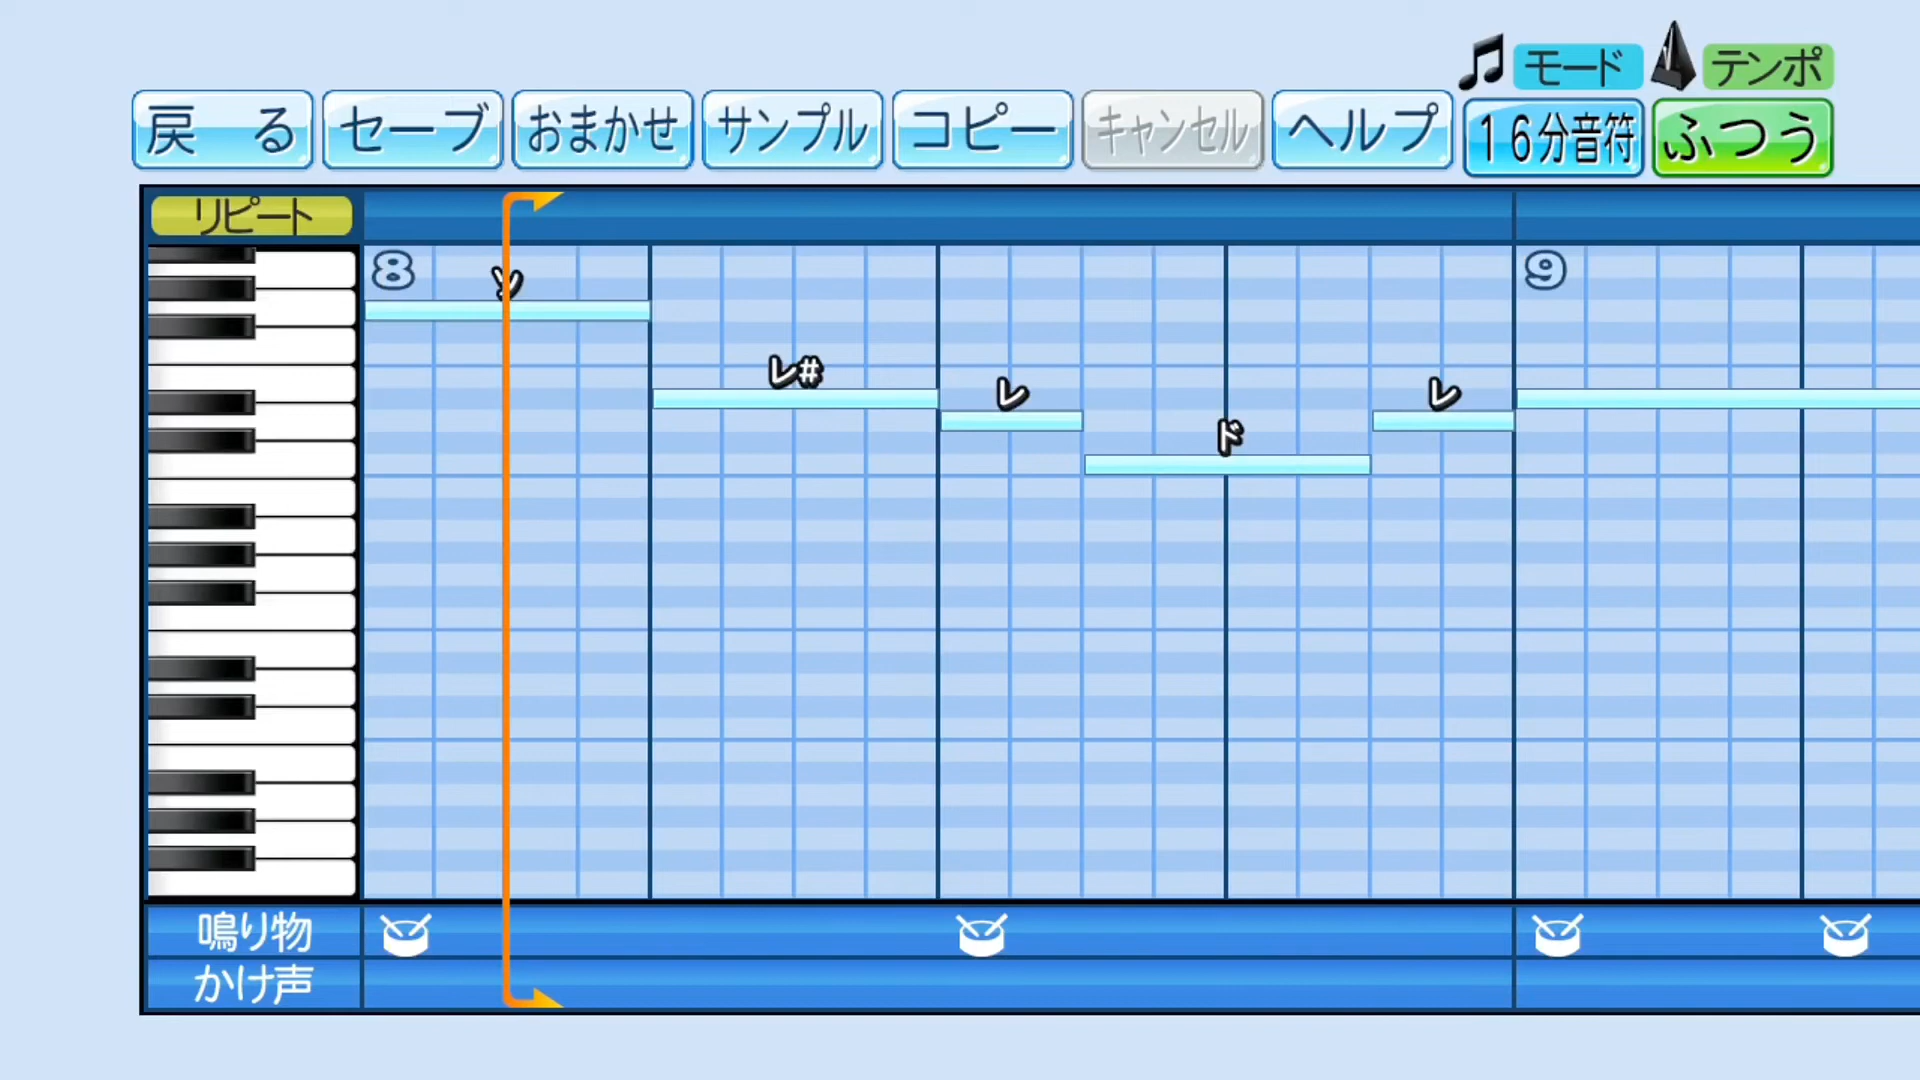 モード テンポ
戻る セーブ おまかせ サンプル コピー キャンセル ヘルプ 16分音符 ふつう
リピート
8 9
ソ
レ#
レ レ
ド
鳴り物
かけ声